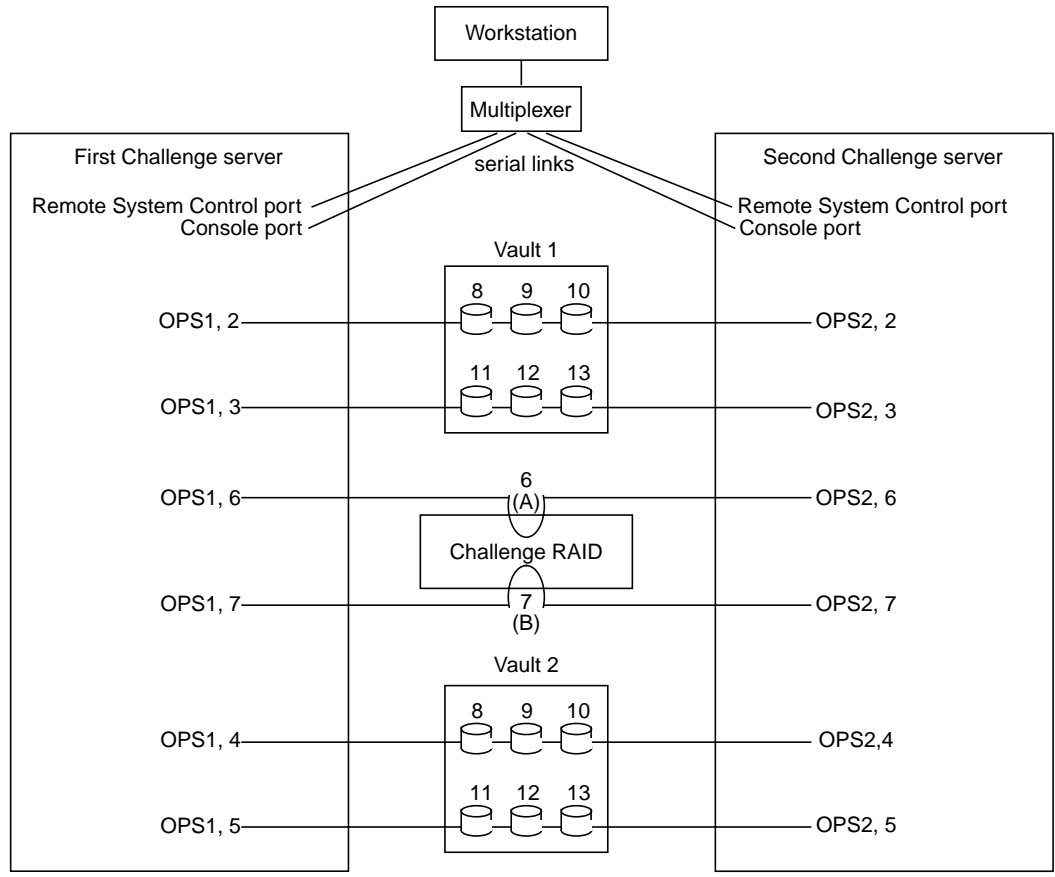 Workstation
Multiplexer
First Challenge server
serial links
Second Challenge server
Remote System Control port
Console port
Remote System Control port
Console port
Vault 1
8 9 10
OPS1, 2
OPS2, 2
11 12 13
OPS1, 3
OPS2, 3
6
(A)
OPS1, 6
OPS2, 6
Challenge RAID
OPS1, 7
7
(B)
OPS2, 7
Vault 2
8 9 10
OPS1, 4
OPS2,4
11 12 13
OPS1, 5
OPS2, 5